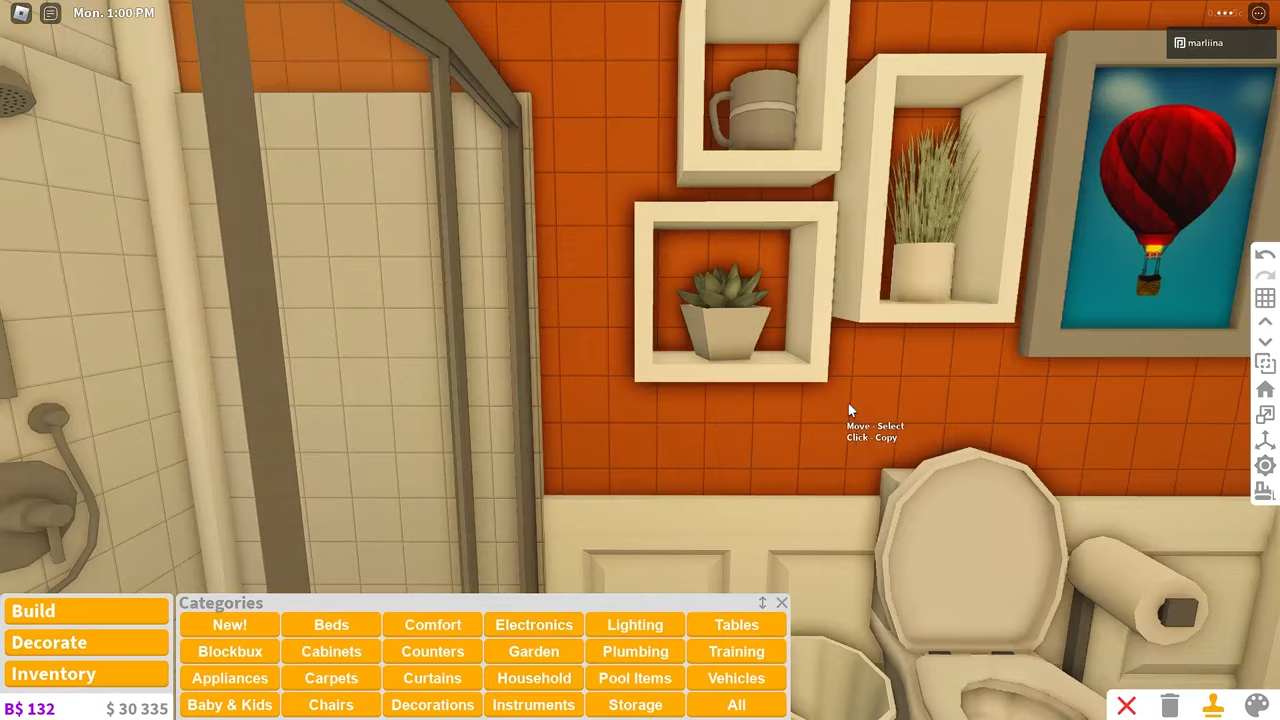 Mon. 1:00 PM
marliina
Move - Select
Click - Copy
Build
Decorate
Inventory
B$ 132
$ 30 335
Categories
New!
Beds
Comfort
Electronics
Lighting
Tables
Blockbux
Cabinets
Counters
Garden
Plumbing
Training
Appliances
Carpets
Curtains
Household
Pool Items
Vehicles
Baby & Kids
Chairs
Decorations
Instruments
Storage
All